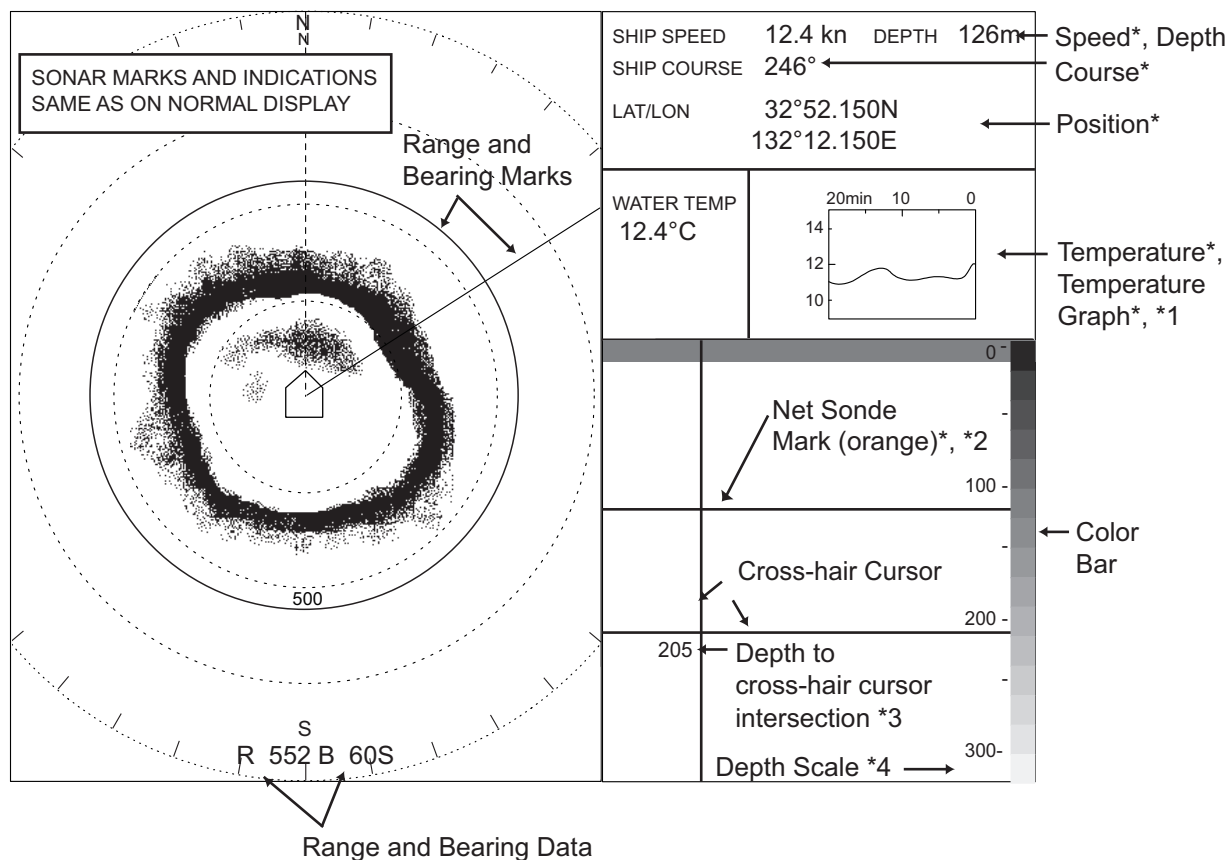 N
N
SONAR MARKS AND INDICATIONS
SAME AS ON NORMAL DISPLAY
Range and
Bearing Marks
500
S
R 552 B 60S
Range and Bearing Data
SHIP SPEED 12.4 kn DEPTH 126m
SHIP COURSE 246°
LAT/LON 32°52.150N
132°12.150E
Speed*, Depth
Course*
Position*
WATER TEMP
12.4°C
20min 10 0
14
12
10
Temperature*,
Temperature
Graph*, *1
0
Net Sonde
Mark (orange)*, *2
100
Color
Bar
Cross-hair Cursor
200
205
Depth to
cross-hair cursor
intersection *3
300
Depth Scale *4